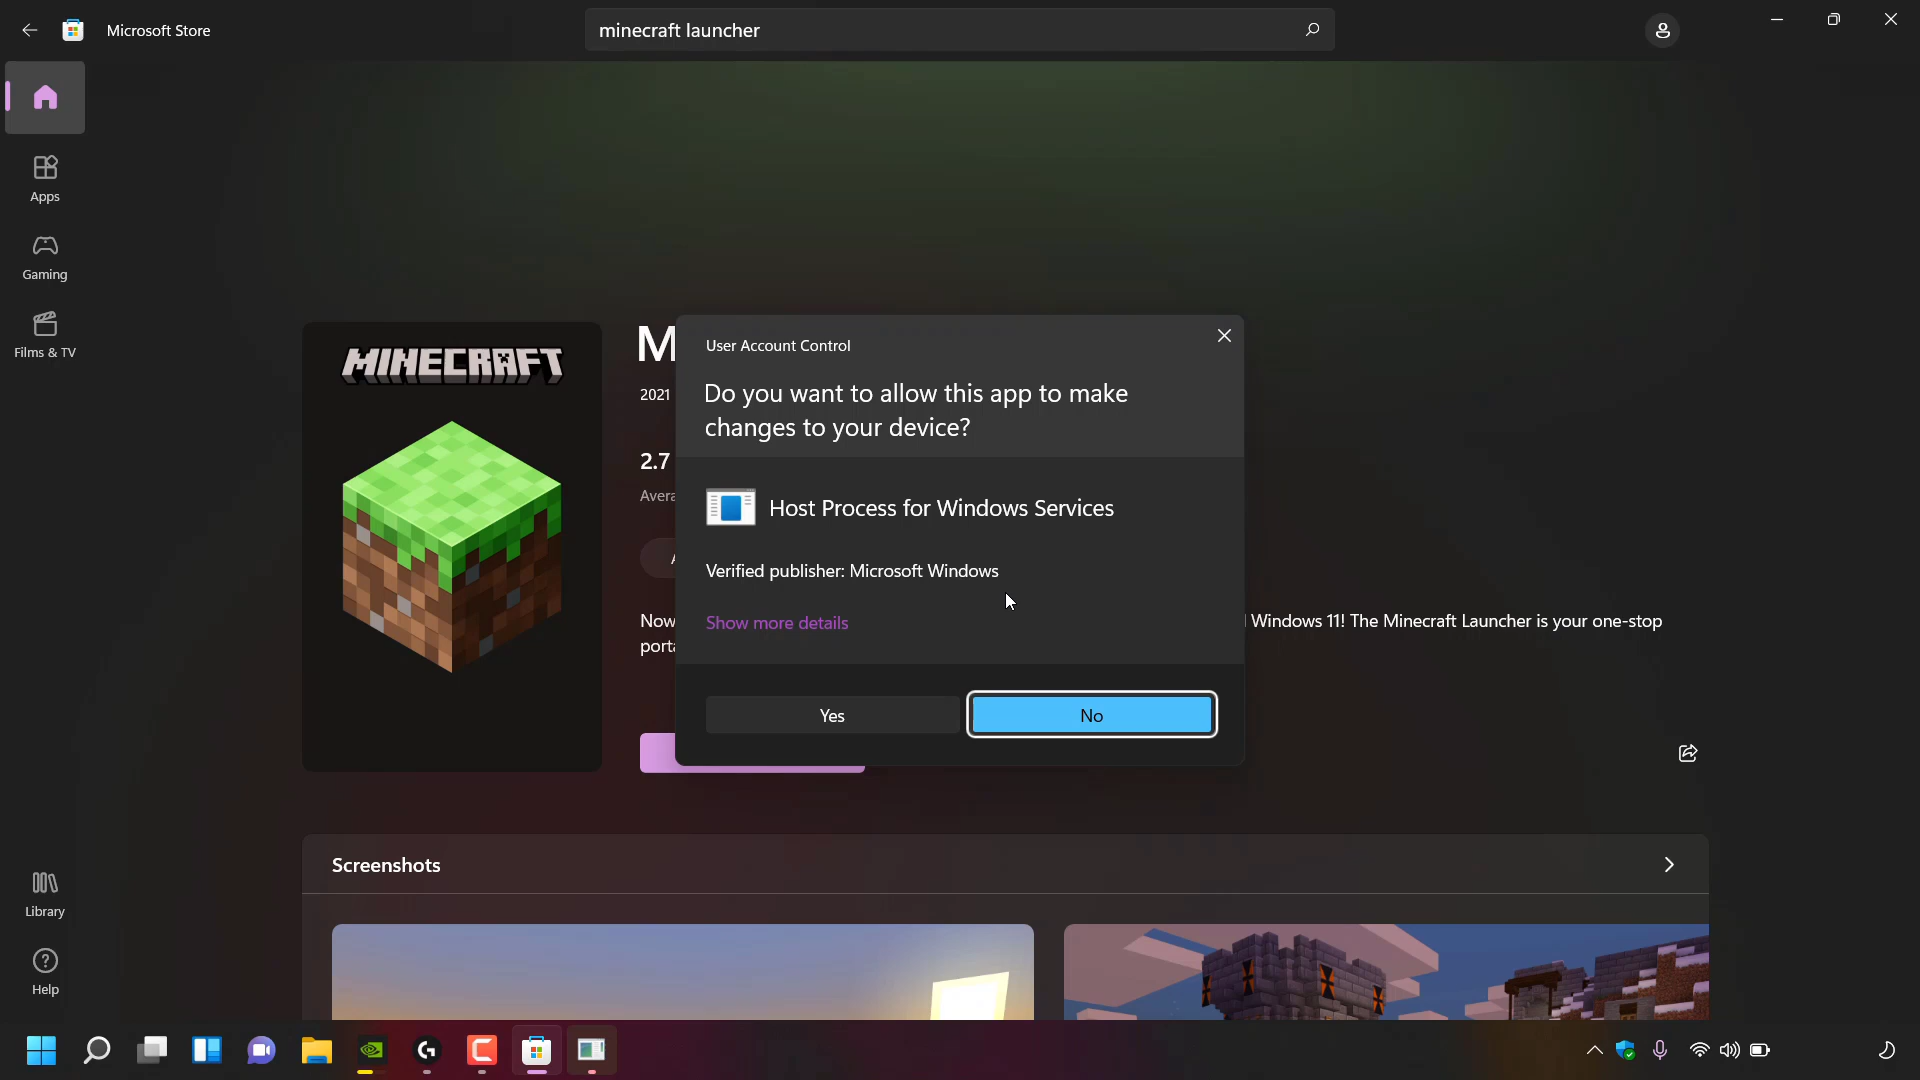 Microsoft Store
minecraft launcher
Apps
Gaming
Films & TV
Library
Help
MINECRAFT
M
2021
2.7
User Account Control
Do you want to allow this app to make
changes to your device?
Host Process for Windows Services
Verified publisher: Microsoft Windows
Show more details
Yes
No
Now
Windows 11! The Minecraft Launcher is your one-stop
Screenshots